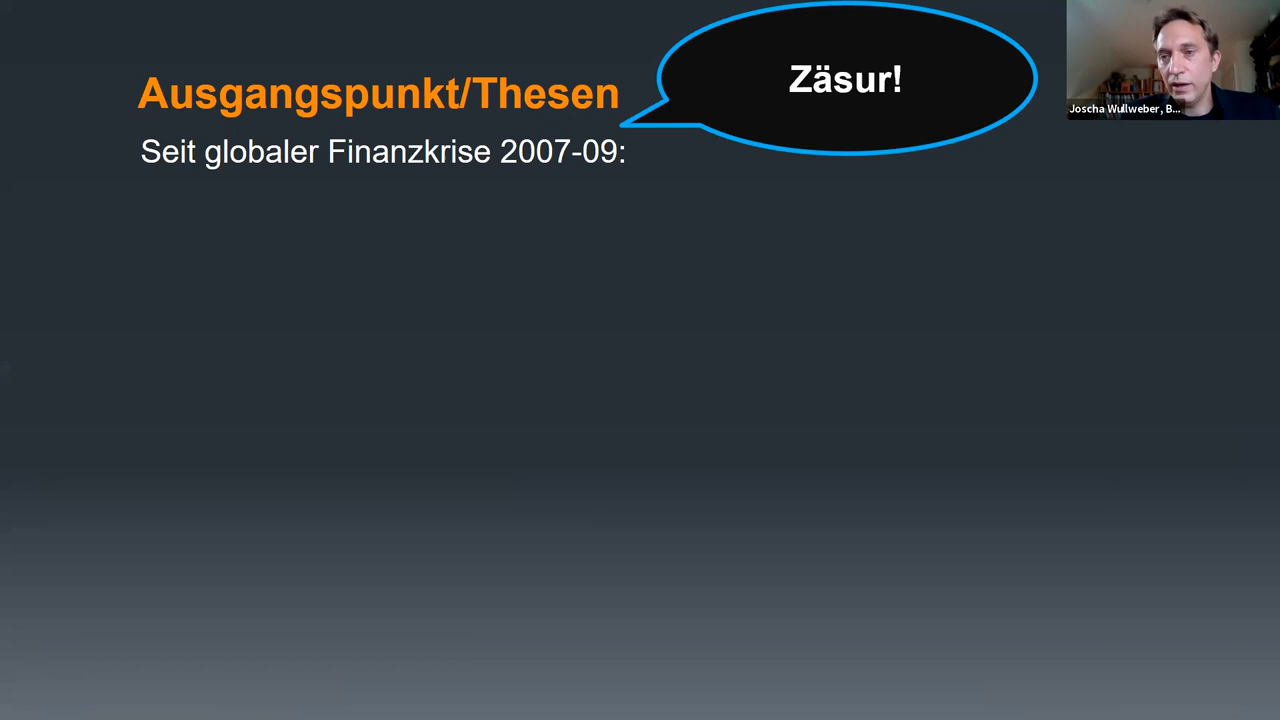 Ausgangspunkt/Thesen
Zäsur!
Seit globaler Finanzkrise 2007-09:
Joscha Wullweber, B...